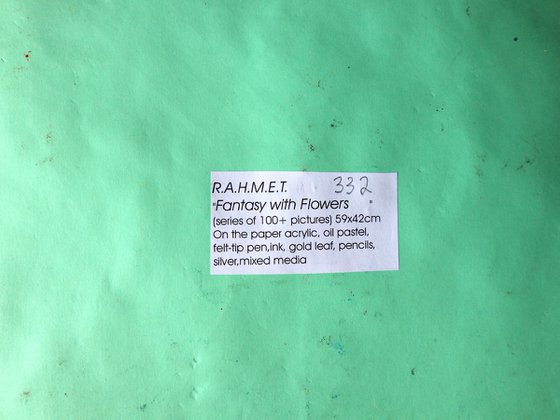 R.A.H.M.E.T. 332
"Fantasy with Flowers "
(series of 100+ pictures) 59x42cm
On the paper acrylic, oil pastel,
felt-tip pen,ink, gold leaf, pencils,
silver,mixed media